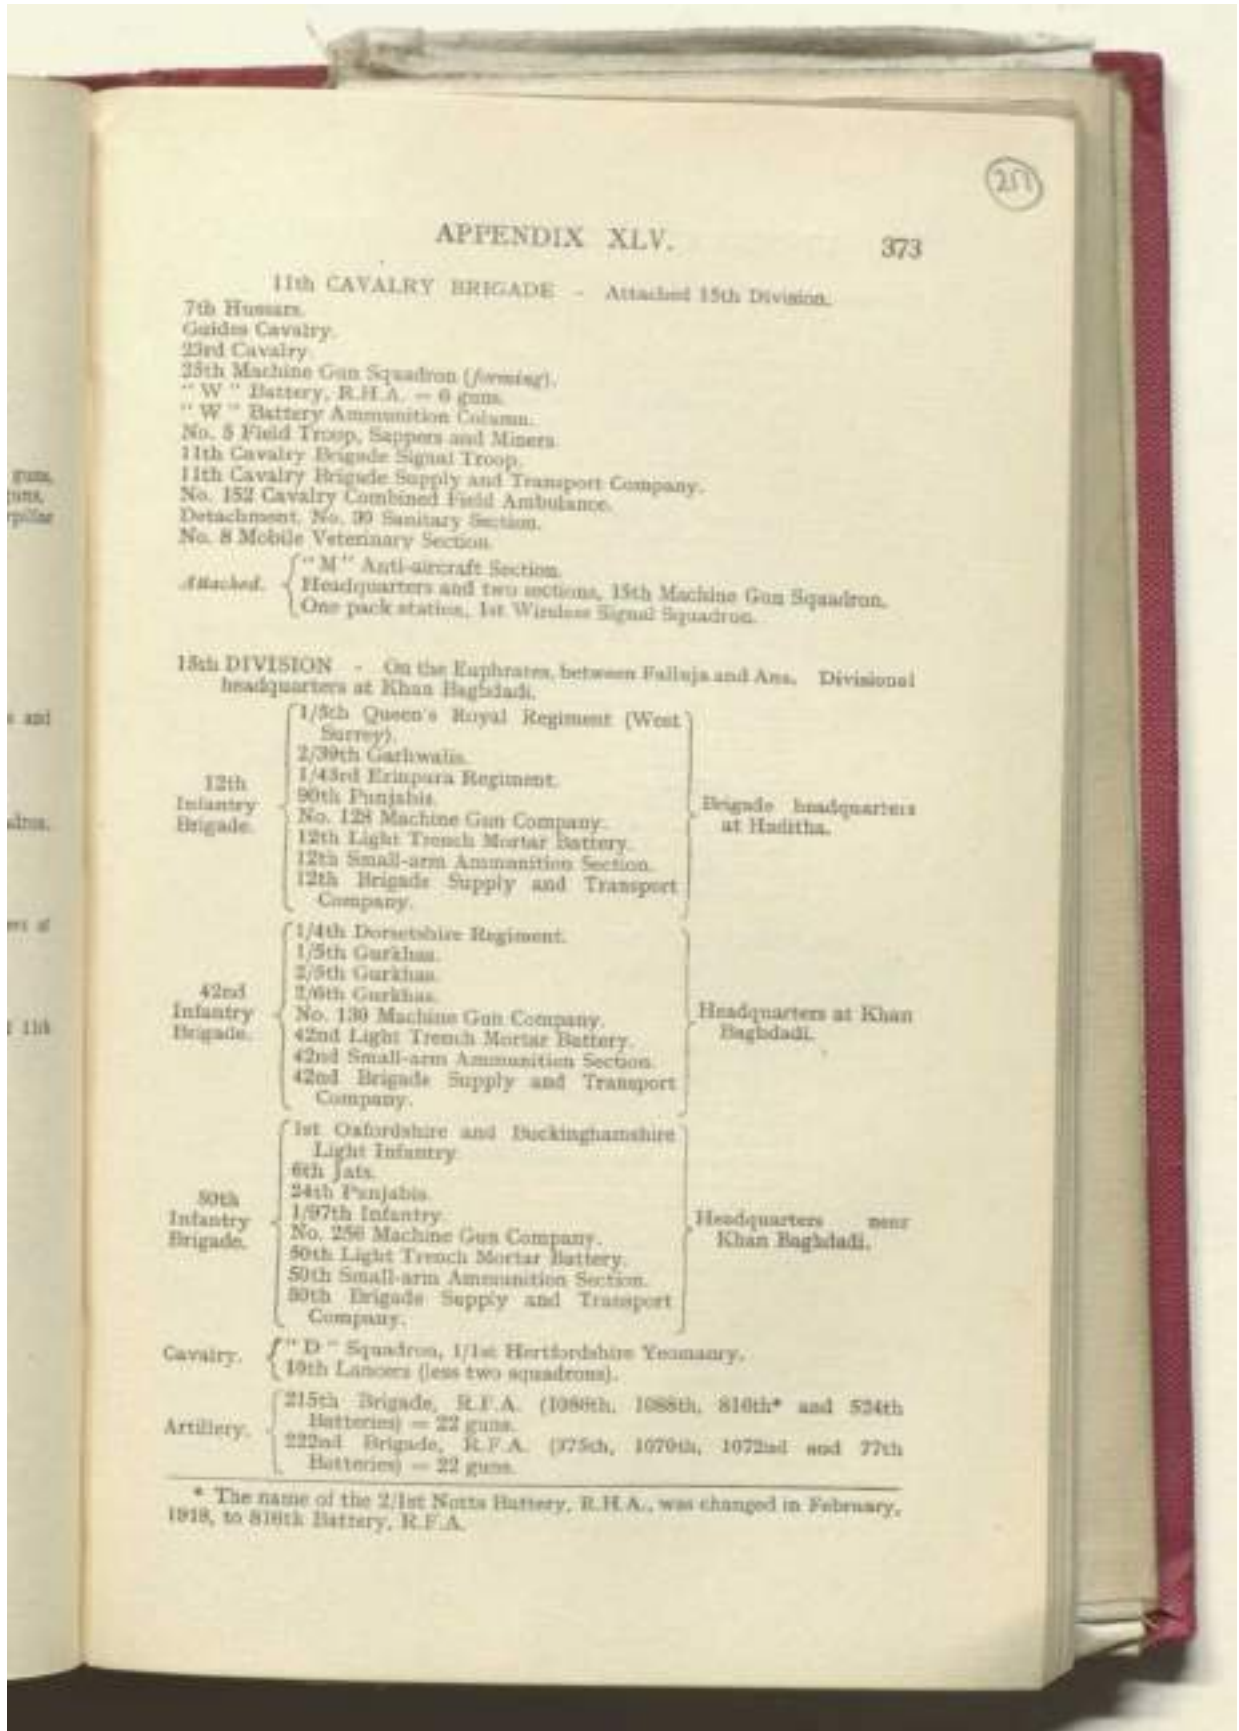 251
APPENDIX XLV. 373
11th CAVALRY BRIGADE - Attached 15th Division.
7th Hussars.
Guides Cavalry.
23rd Cavalry.
25th Machine Gun Squadron (forming).
"W" Battery, R.H.A. = 6 guns.
"W" Battery Ammunition Column.
No. 5 Field Troop, Sappers and Miners.
11th Cavalry Brigade Signal Troop.
11th Cavalry Brigade Supply and Transport Company.
No. 152 Cavalry Combined Field Ambulance.
Detachment, No. 30 Sanitary Section.
No. 8 Mobile Veterinary Section.
Attached.
"M" Anti-aircraft Section.
Headquarters and two sections, 15th Machine Gun Squadron.
One pack station, 1st Wireless Signal Squadron.
15th DIVISION - On the Euphrates, between Falluja and Ana. Divisional
headquarters at Khan Baghdadi.
12th
Infantry
Brigade.
1/5th Queen's Royal Regiment (West
Surrey).
2/39th Garhwalis.
1/43rd Erinpura Regiment.
90th Punjabis.
No. 128 Machine Gun Company.
12th Light Trench Mortar Battery.
12th Small-arm Ammunition Section.
12th Brigade Supply and Transport
Company.
Brigade headquarters
at Haditha.
42nd
Infantry
Brigade.
1/4th Dorsetshire Regiment.
1/5th Gurkhas.
2/5th Gurkhas.
2/6th Gurkhas.
No. 130 Machine Gun Company.
42nd Light Trench Mortar Battery.
42nd Small-arm Ammunition Section.
42nd Brigade Supply and Transport
Company.
Headquarters at Khan
Baghdadi.
50th
Infantry
Brigade.
1st Oxfordshire and Buckinghamshire
Light Infantry
6th Jats.
24th Punjabis.
1/97th Infantry
No. 256 Machine Gun Company.
50th Light Trench Mortar Battery.
50th Small-arm Ammunition Section.
50th Brigade Supply and Transport
Company.
Headquarters near
Khan Baghdadi.
Cavalry.
"D" Squadron, 1/1st Hertfordshire Yeomanry.
10th Lancers (less two squadrons).
Artillery.
215th Brigade, R.F.A. (1086th, 1088th, 816th* and 524th
Batteries) = 22 guns.
222nd Brigade, R.F.A. (375th, 1070th, 1072nd and 77th
Batteries) = 22 guns.
* The name of the 2/1st Notts Battery, R.H.A., was changed in February,
1918, to 816th Battery, R.F.A.
guns,
guns,
and
11th